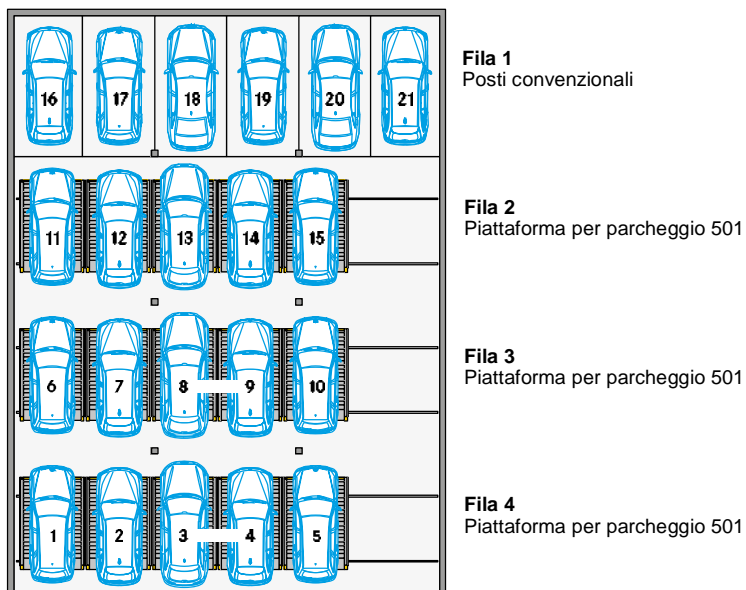 16 17 18 19 20 21
Fila 1
Posti convenzionali
11 12 13 14 15
Fila 2
Piattaforma per parcheggio 501
6 7 8 9 10
Fila 3
Piattaforma per parcheggio 501
1 2 3 4 5
Fila 4
Piattaforma per parcheggio 501